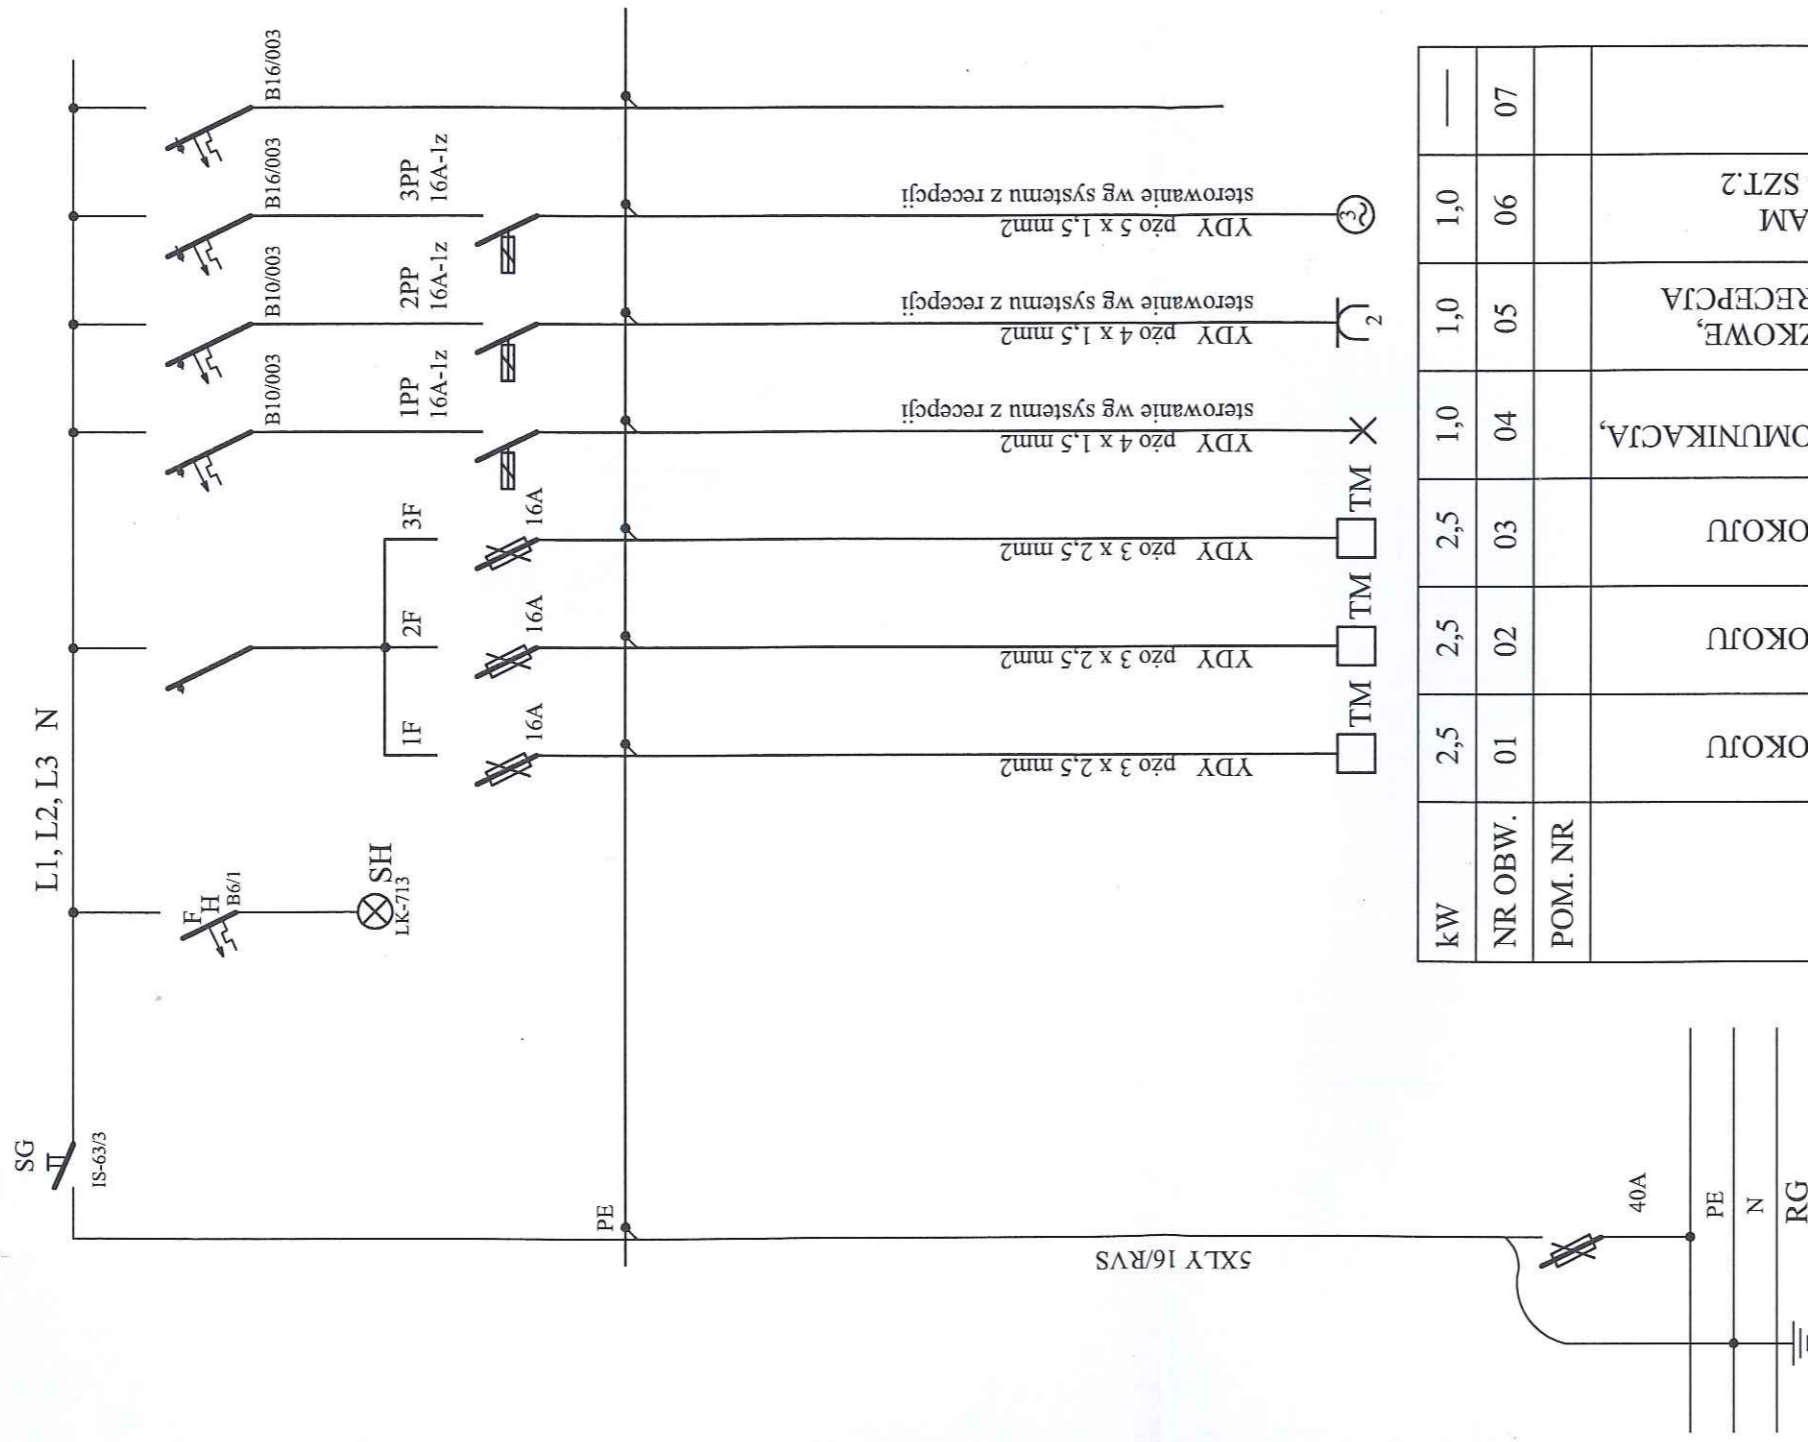 L1, L2, L3 N
SG
IS-63/3
F
H
B6/1
SH
LK-713
1F
2F
3F
16A
16A
16A
B10/003
B10/003
B16/003
B16/003
1PP
16A-1z
2PP
16A-1z
3PP
16A-1z
PE
5XLY 16/RVS
YDY pżo 3 x 2,5 mm2
YDY pżo 3 x 2,5 mm2
YDY pżo 3 x 2,5 mm2
YDY pżo 4 x 1,5 mm2
sterowanie wg systemu z recepcji
YDY pżo 4 x 1,5 mm2
sterowanie wg systemu z recepcji
YDY pżo 5 x 1,5 mm2
sterowanie wg systemu z recepcji
TM
TM
TM
2
3
40A
PE
N
RG
kW 2,5 2,5 2,5 1,0 1,0 1,0 —
NR OBW. 01 02 03 04 05 06 07
POM. NR
OKOJU
OKOJU
OKOJU
OMUNIKACJA,
ZKOWE,
RECEPCJA
AM
SZT.2